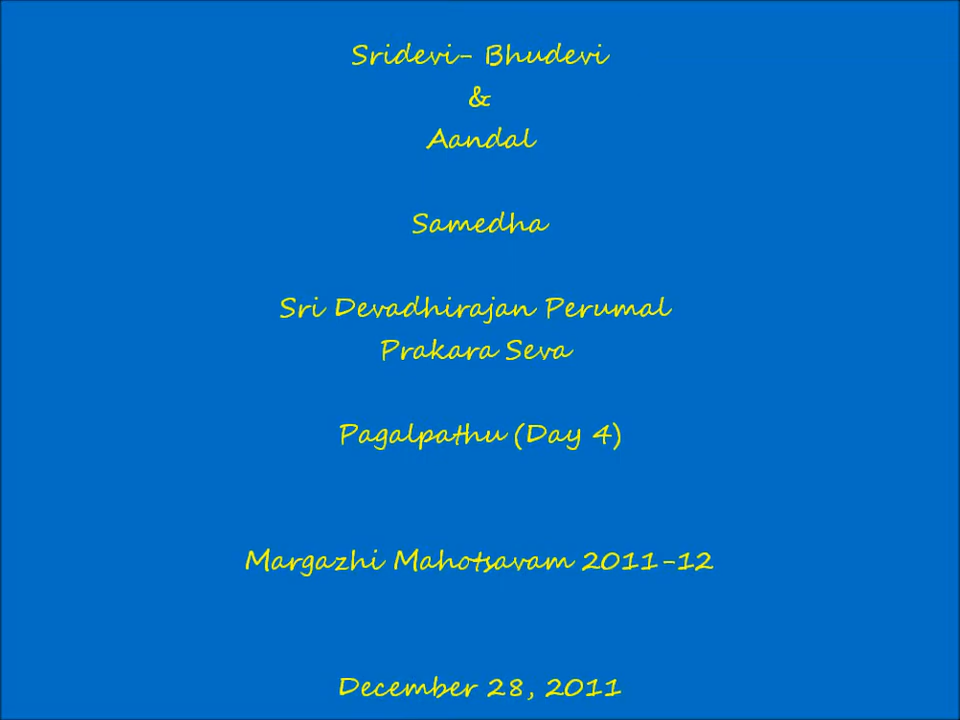 Sridevi- Bhudevi
&
Aandal
Samedha
Sri Devadhirajan Perumal
Prakara Seva
Pagalpathu (Day 4)
Margazhi Mahotsavam 2011-12
December 28, 2011